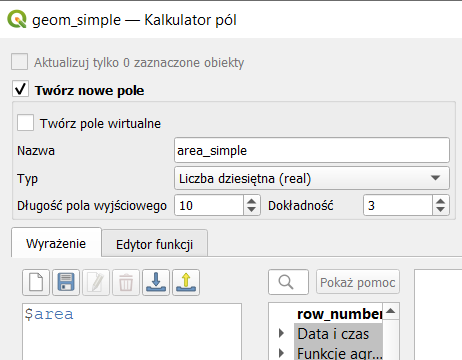 geom_simple — Kalkulator pól
Aktualizuj tylko 0 zaznaczone obiekty
Twórz nowe pole
Twórz pole wirtualne
Nazwa area_simple
Typ Liczba dziesiętna (real)
Długość pola wyjściowego 10 Dokładność 3
Wyrażenie Edytor funkcji
Pokaż pomoc
$area
row_number
Data i czas
Funkcje agr...